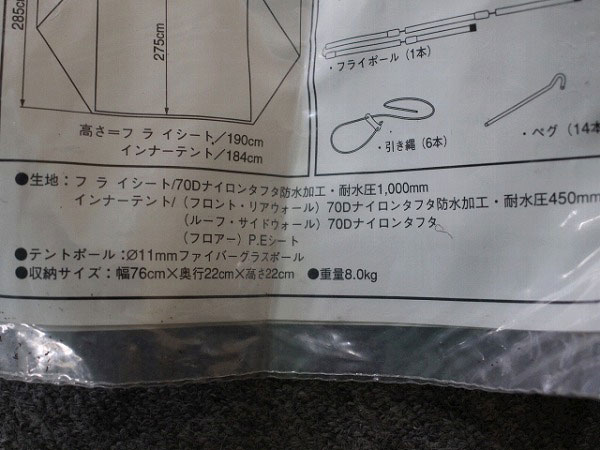 285cm
275cm
・フライポール(1本)
・引き縄(6本)
・ペグ(14本
高さ=フライシート/190cm
インナーテント/184cm
●生地:フライシート/70Dナイロンタフタ防水加工・耐水圧1,000mm
インナーテント/(フロント・リアウォール)70Dナイロンタフタ防水加工・耐水圧450mm
(ルーフ・サイドウォール)70Dナイロンタフタ
(フロアー)P.Eシート
●テントポール:Ø11mmファイバーグラスポール
●収納サイズ:幅76cm×奥行22cm×高さ22cm ●重量8.0kg